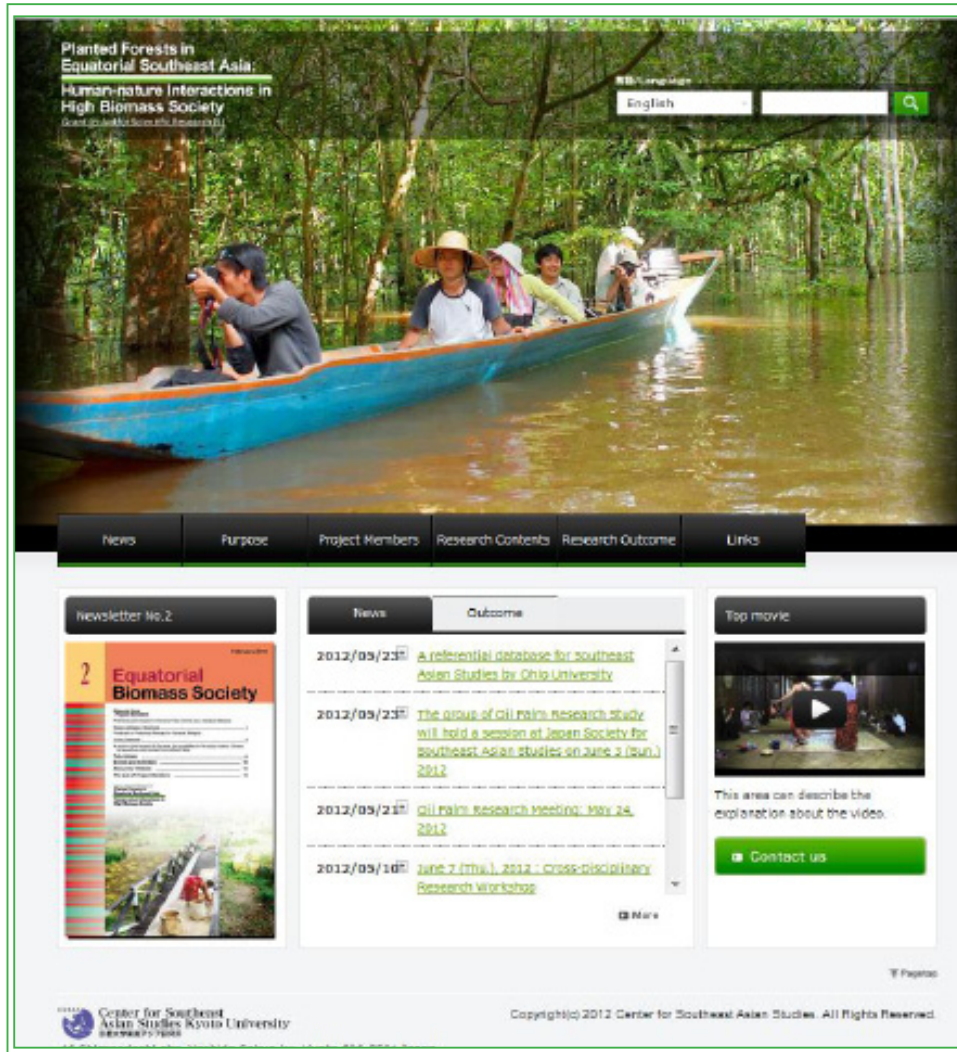 Planted Forests in
Equatorial Southeast Asia:
Human-nature Interactions in
High Biomass Society
Language
English
News
Purpose
Project Members
Research Contents
Research Outcome
Links
Newsletter No.2
2
Equatorial
Biomass Society
News
Outcome
2012/05/23
A referential database for Southeast
Asian Studies by Ohio University
2012/05/23
The group of Oil Palm Research Study
will hold a session at Japan Society for
Southeast Asian Studies on June 3 (Sun.)
2012
2012/05/21
Oil Palm Research Meeting: May 24,
2012
2012/05/10
June 7 (Thu.), 2012 : Cross-Disciplinary
Research Workshop
More
Top movie
This area can describe the
explanation about the video.
Contact us
Pagetop
Center for Southeast
Asian Studies Kyoto University
Copyright(c) 2012 Center for Southeast Asian Studies. All Rights Reserved.